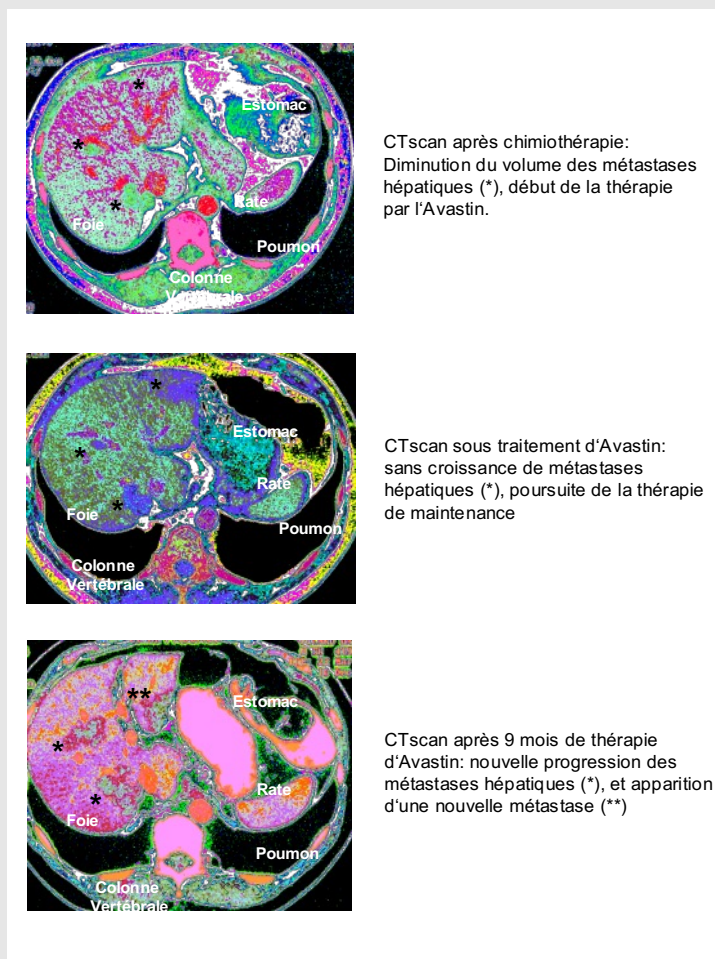 *
Estomac
*
*
Rate
Foie
Poumon
Colonne
Vertébrale
CTscan après chimiothérapie:
Diminution du volume des métastases
hépatiques (*), début de la thérapie
par l‘Avastin.
*
Estomac
*
Rate
*
Foie
Poumon
Colonne
Vertébrale
CTscan sous traitement d‘Avastin:
sans croissance de métastases
hépatiques (*), poursuite de la thérapie
de maintenance
**
Estomac
*
Rate
*
Foie
Poumon
Colonne
Vertébrale
CTscan après 9 mois de thérapie
d‘Avastin: nouvelle progression des
métastases hépatiques (*), et apparition
d‘une nouvelle métastase (**)